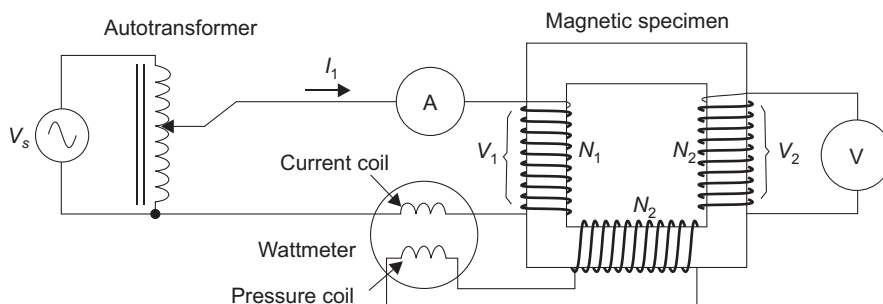 Magnetic specimen
Autotransformer
I1
A
Vs
V1
N1
N2
V2
V
Current coil
N2
Wattmeter
Pressure coil